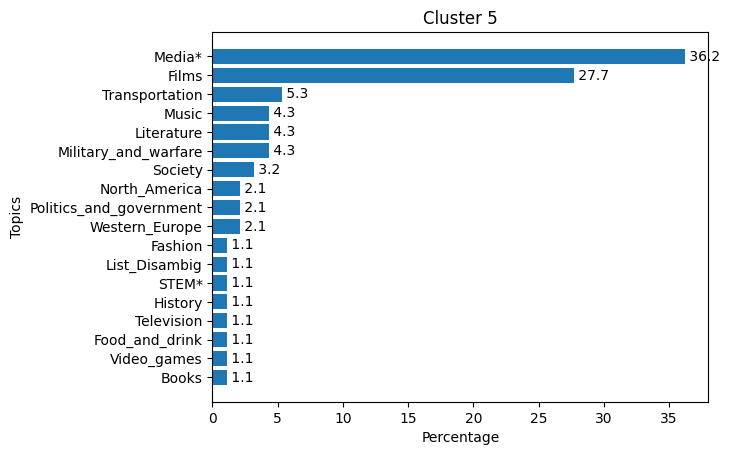 Cluster 5
Media* 36.2
Films 27.7
Transportation 5.3
Music 4.3
Literature 4.3
Military_and_warfare 4.3
Society 3.2
North_America 2.1
Politics_and_government 2.1
Western_Europe 2.1
Fashion 1.1
List_Disambig 1.1
STEM* 1.1
History 1.1
Television 1.1
Food_and_drink 1.1
Video_games 1.1
Books 1.1
Topics
0 5 10 15 20 25 30 35
Percentage